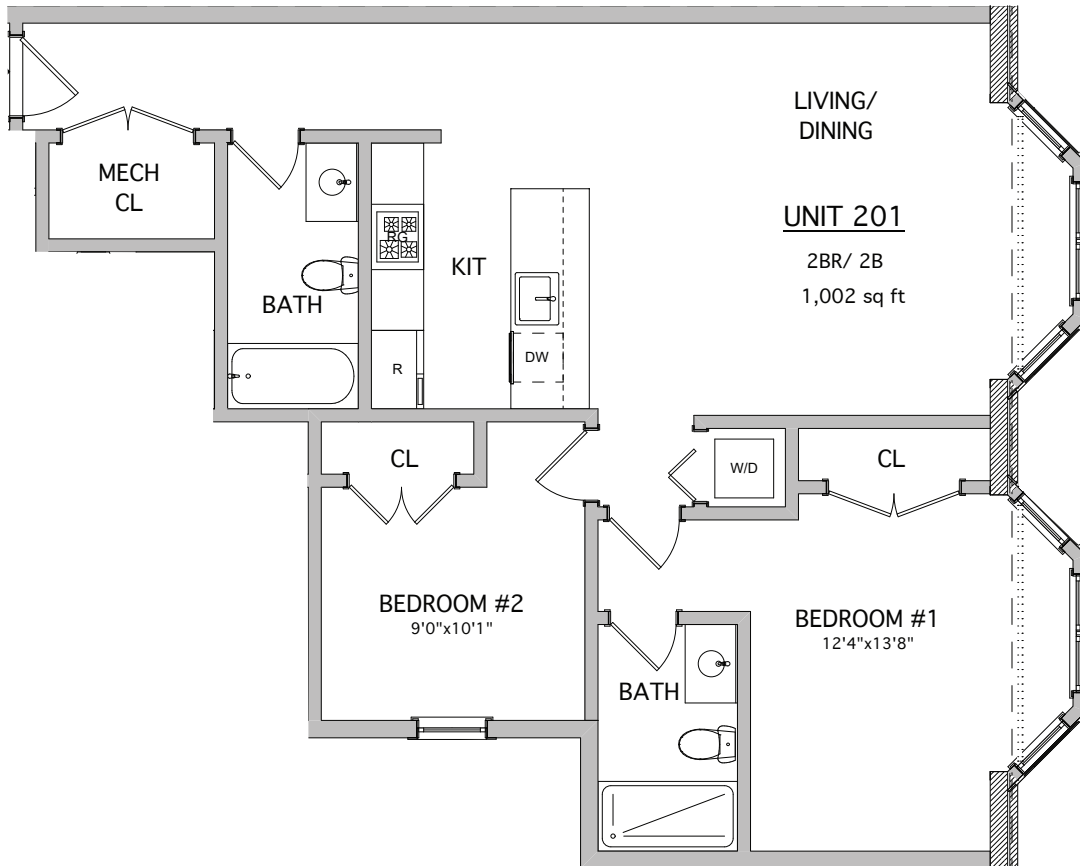 LIVING/
DINING
MECH
CL
UNIT 201
RG
KIT
2BR/ 2B
BATH
1,002 sq ft
DW
R
CL
W/D
CL
BEDROOM #2
9'0"x10'1"
BEDROOM #1
12'4"x13'8"
BATH